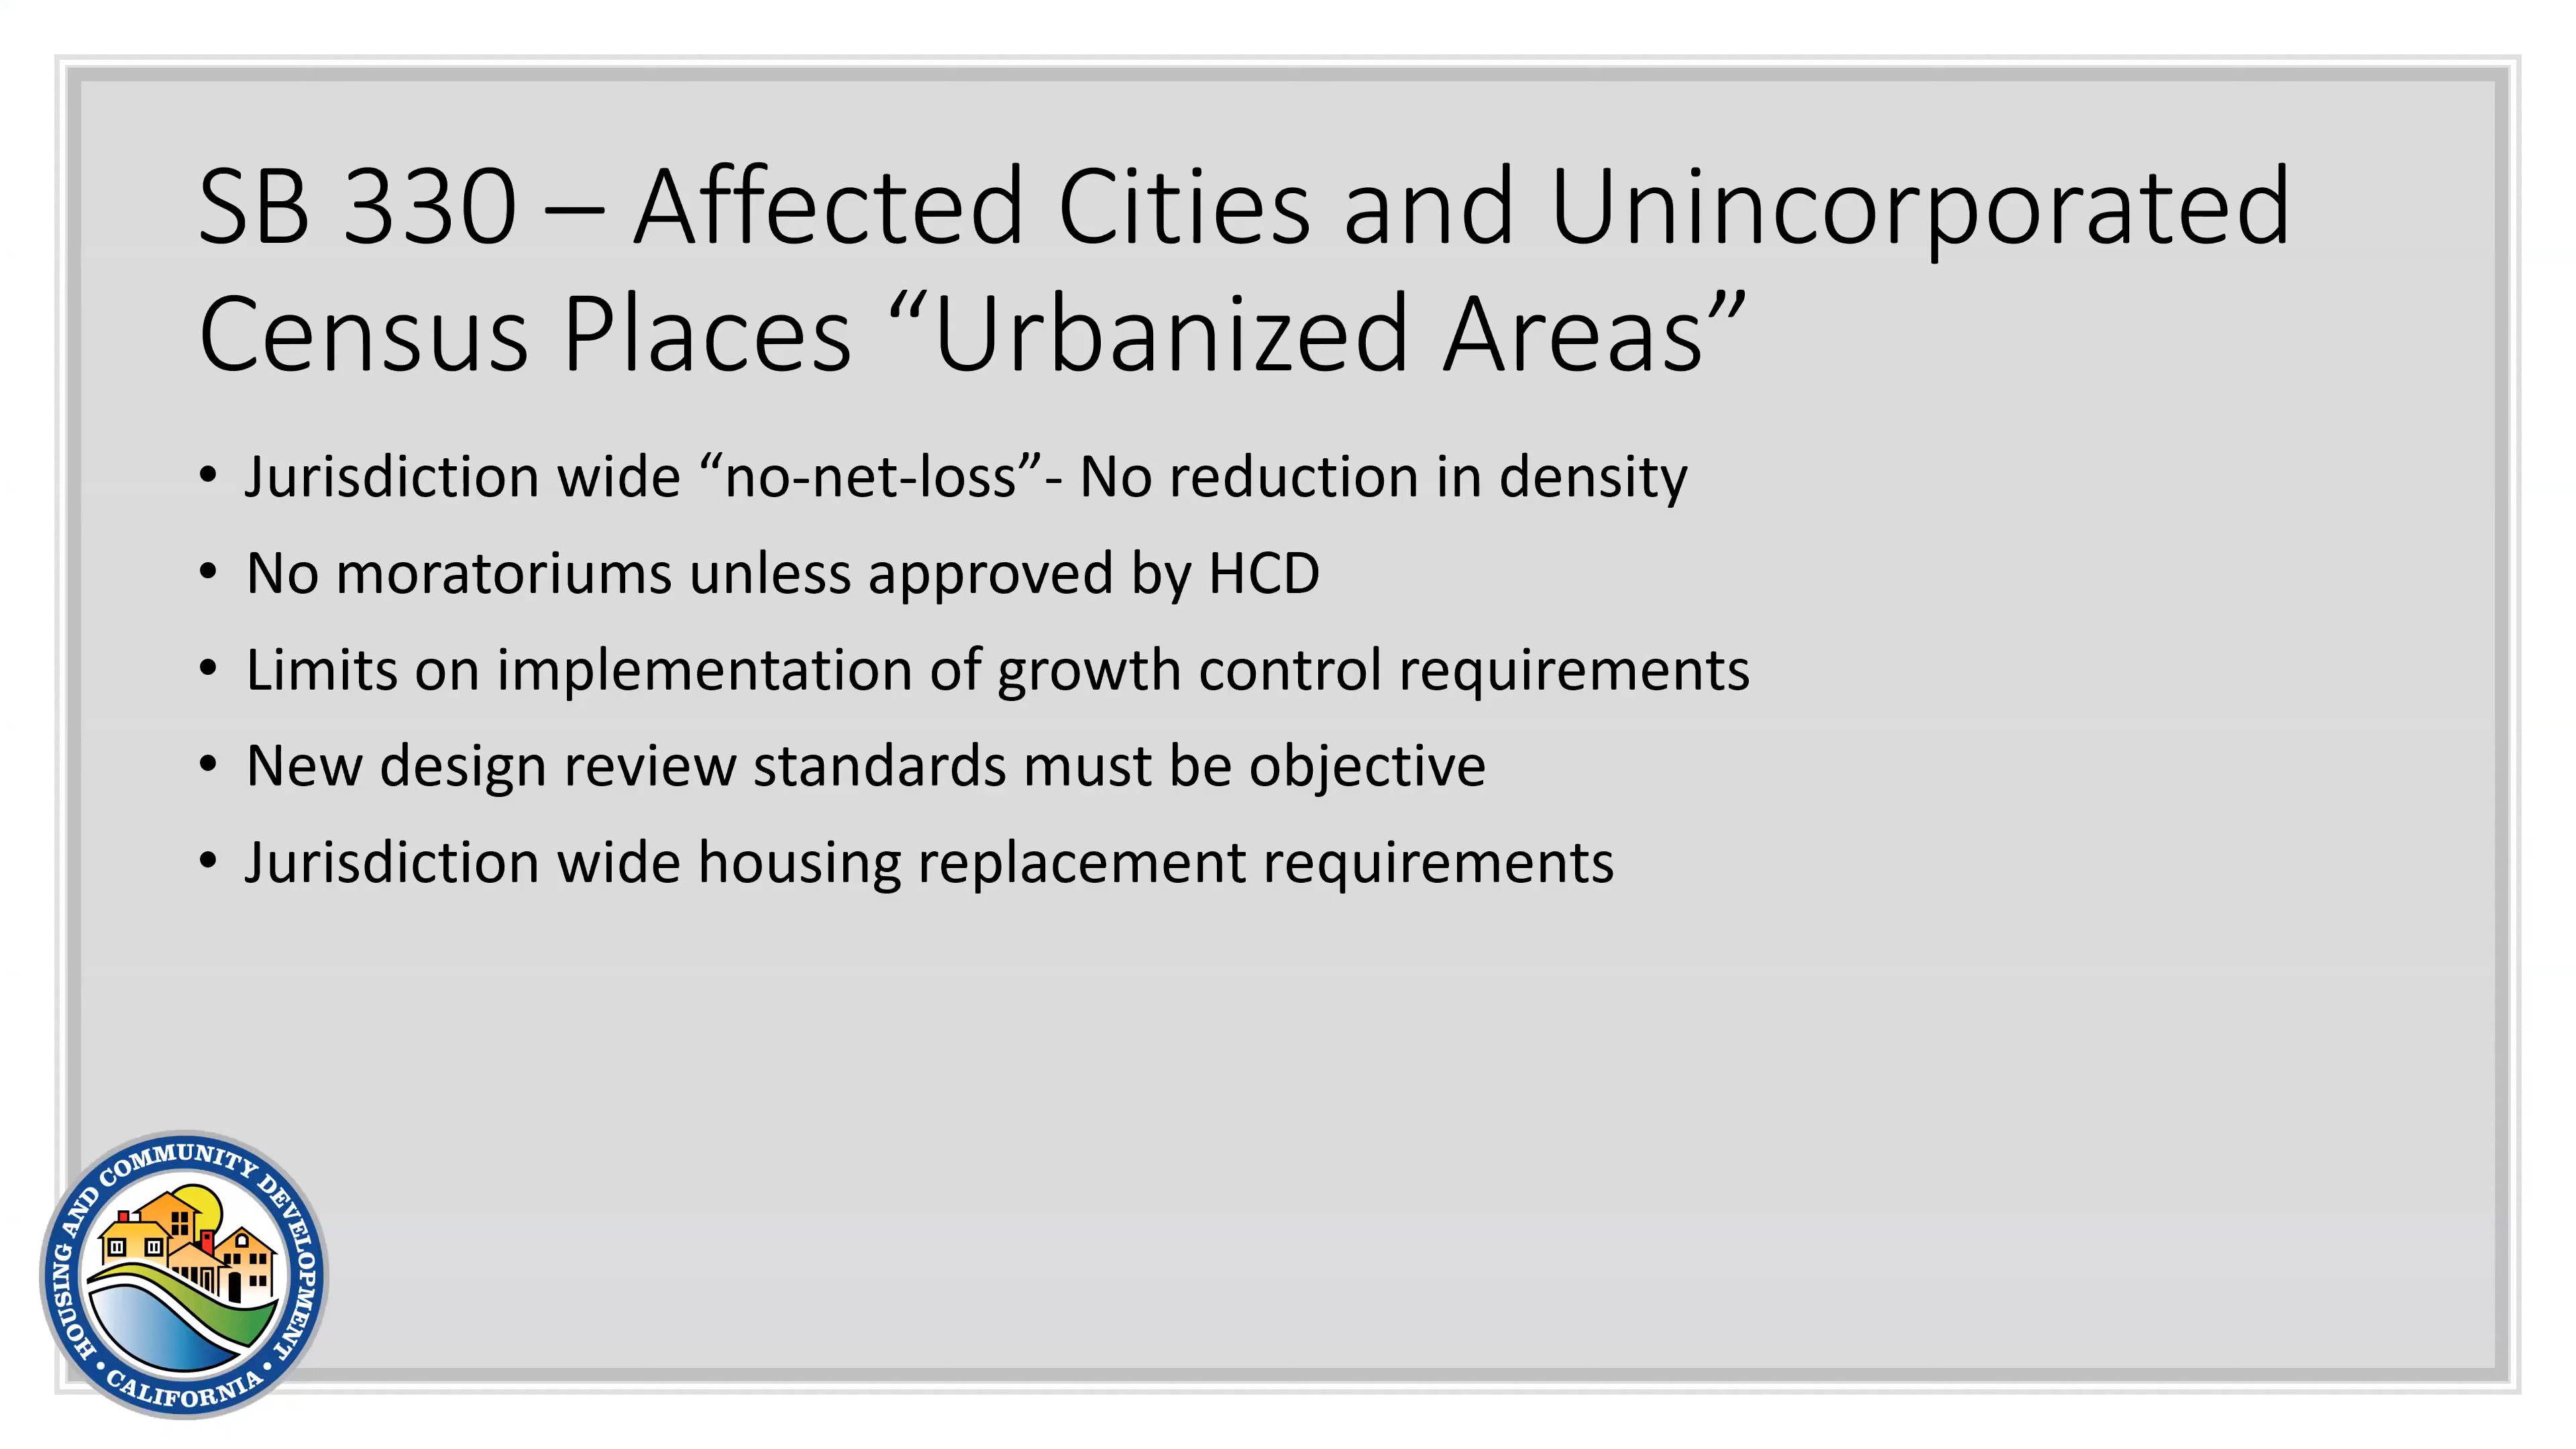 SB 330 – Affected Cities and Unincorporated
Census Places “Urbanized Areas”
• Jurisdiction wide “no-net-loss”- No reduction in density
• No moratoriums unless approved by HCD
• Limits on implementation of growth control requirements
• New design review standards must be objective
• Jurisdiction wide housing replacement requirements
HOUSING AND COMMUNITY DEVELOPMENT
• CALIFORNIA •